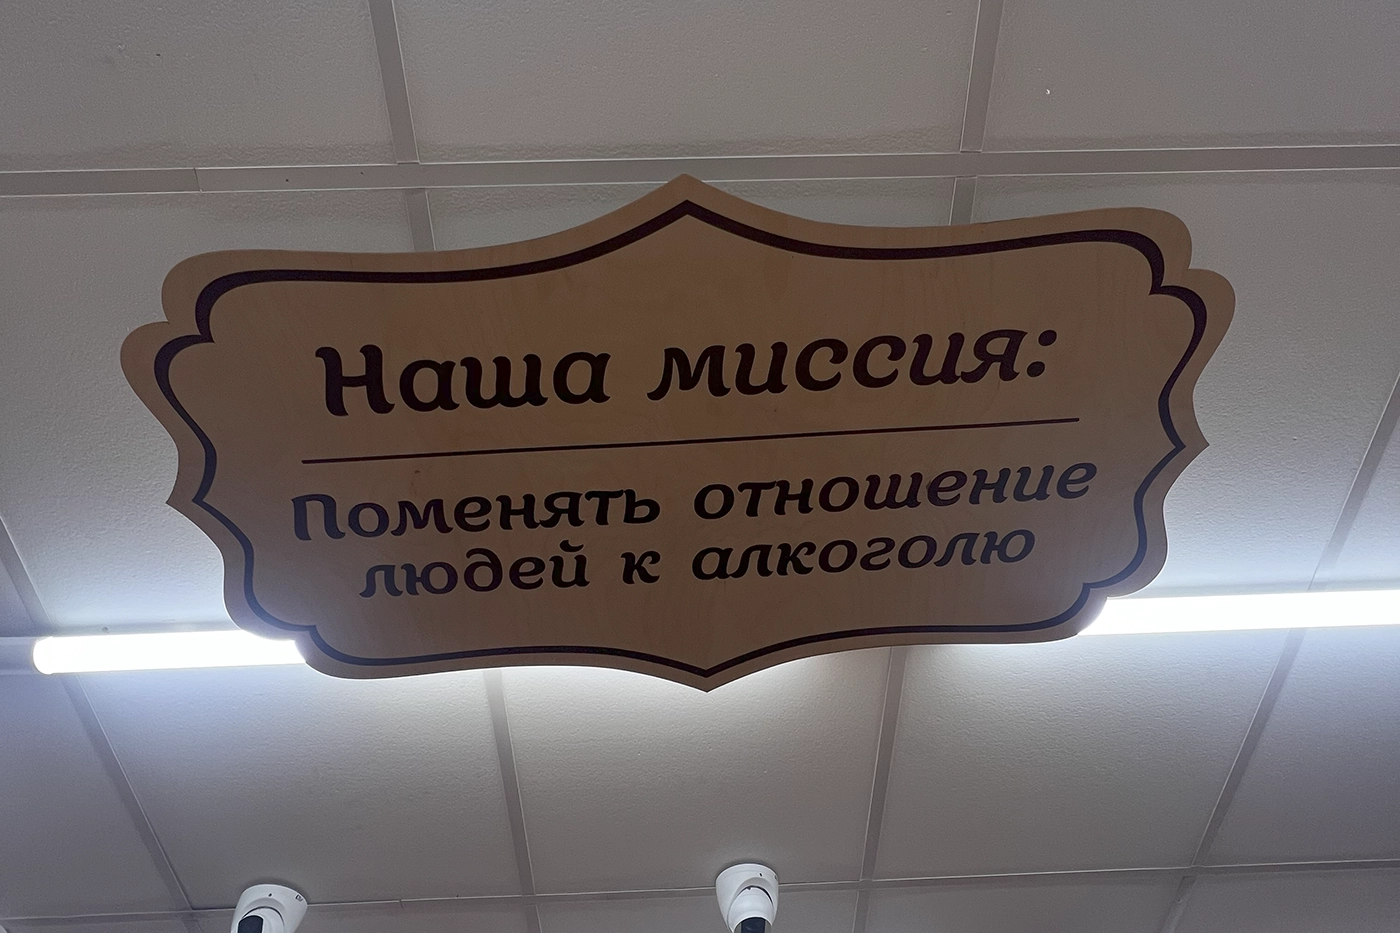 Наша миссия:
Поменять отношение
людей к алкоголю